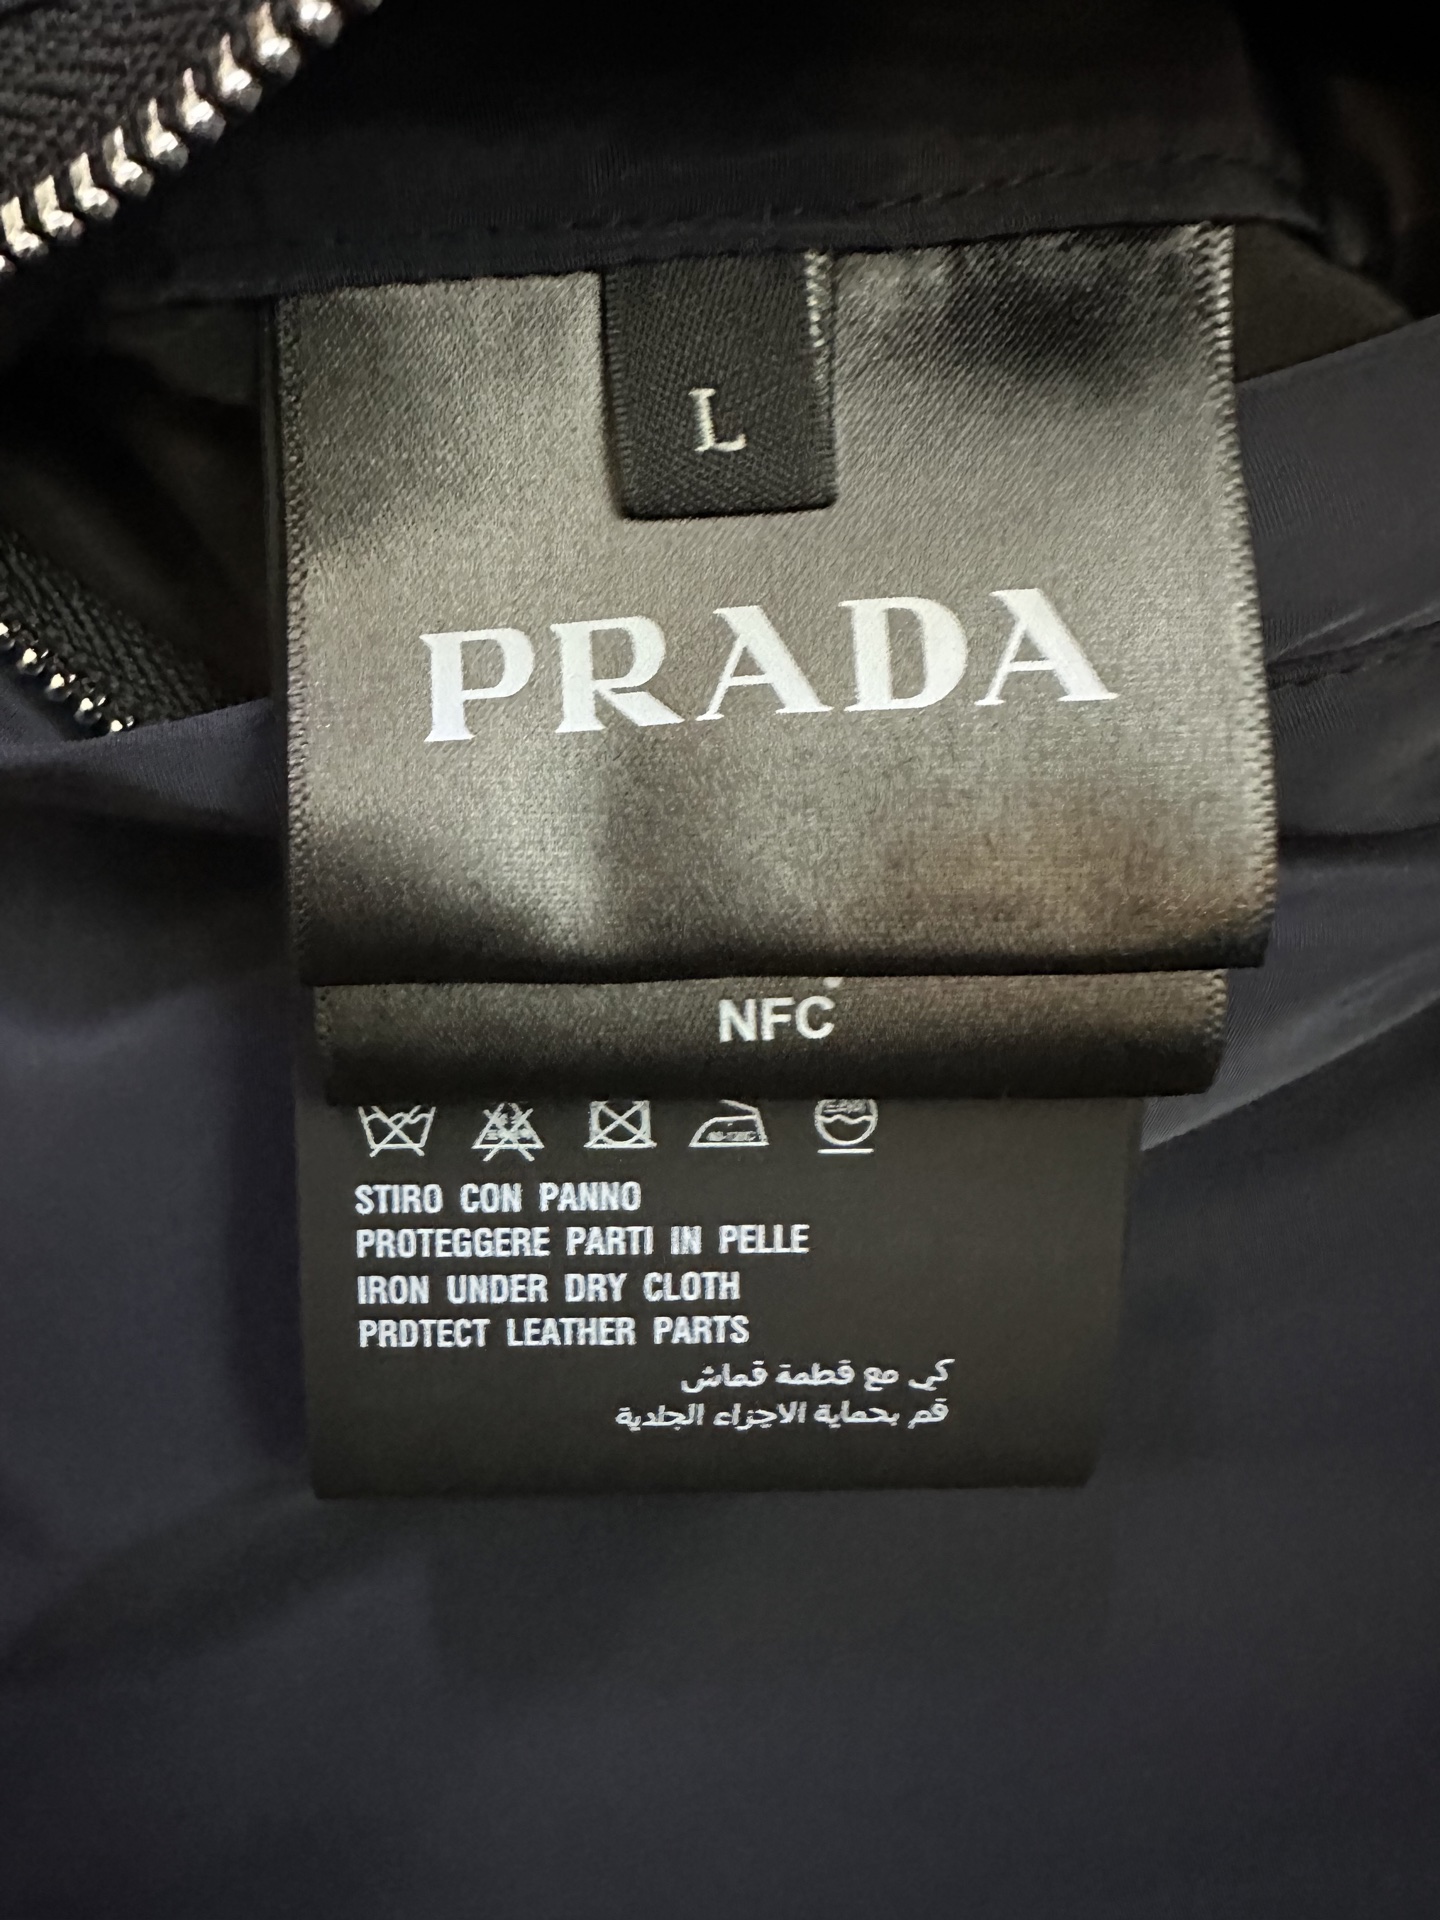 L
PRADA
NFC
STIRO CON PANNO
PROTEGGERE PARTI IN PELLE
IRON UNDER DRY CLOTH
PRDTECT LEATHER PARTS
كي مع قطعة قماش
قم بحماية الاجزاء الجلدية